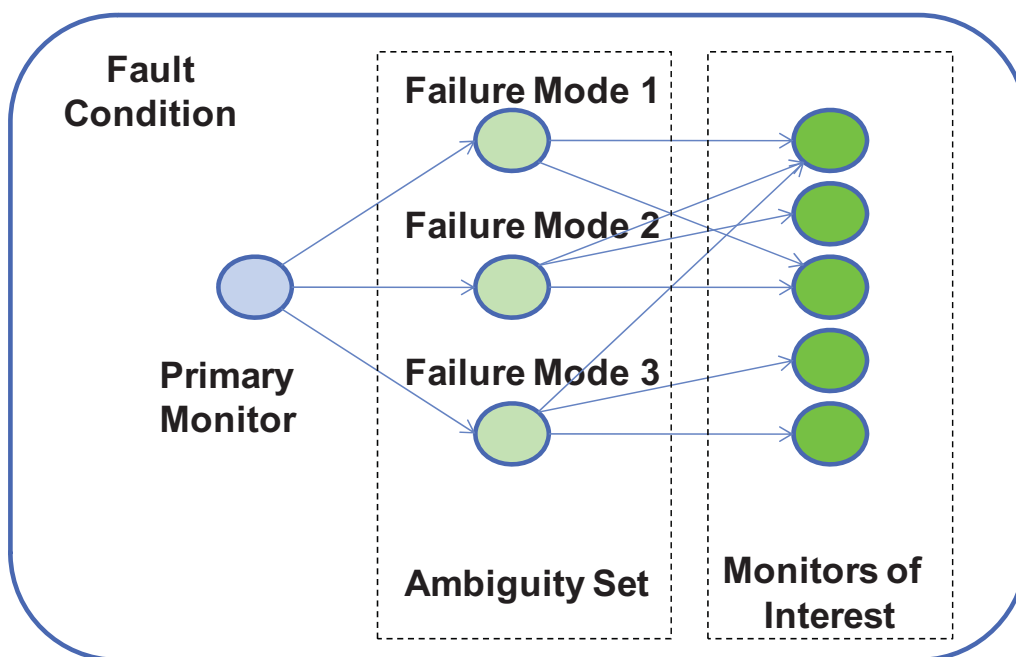 Fault
Condition
Failure Mode 1
Failure Mode 2
Primary
Monitor
Failure Mode 3
Ambiguity Set
Monitors of
Interest